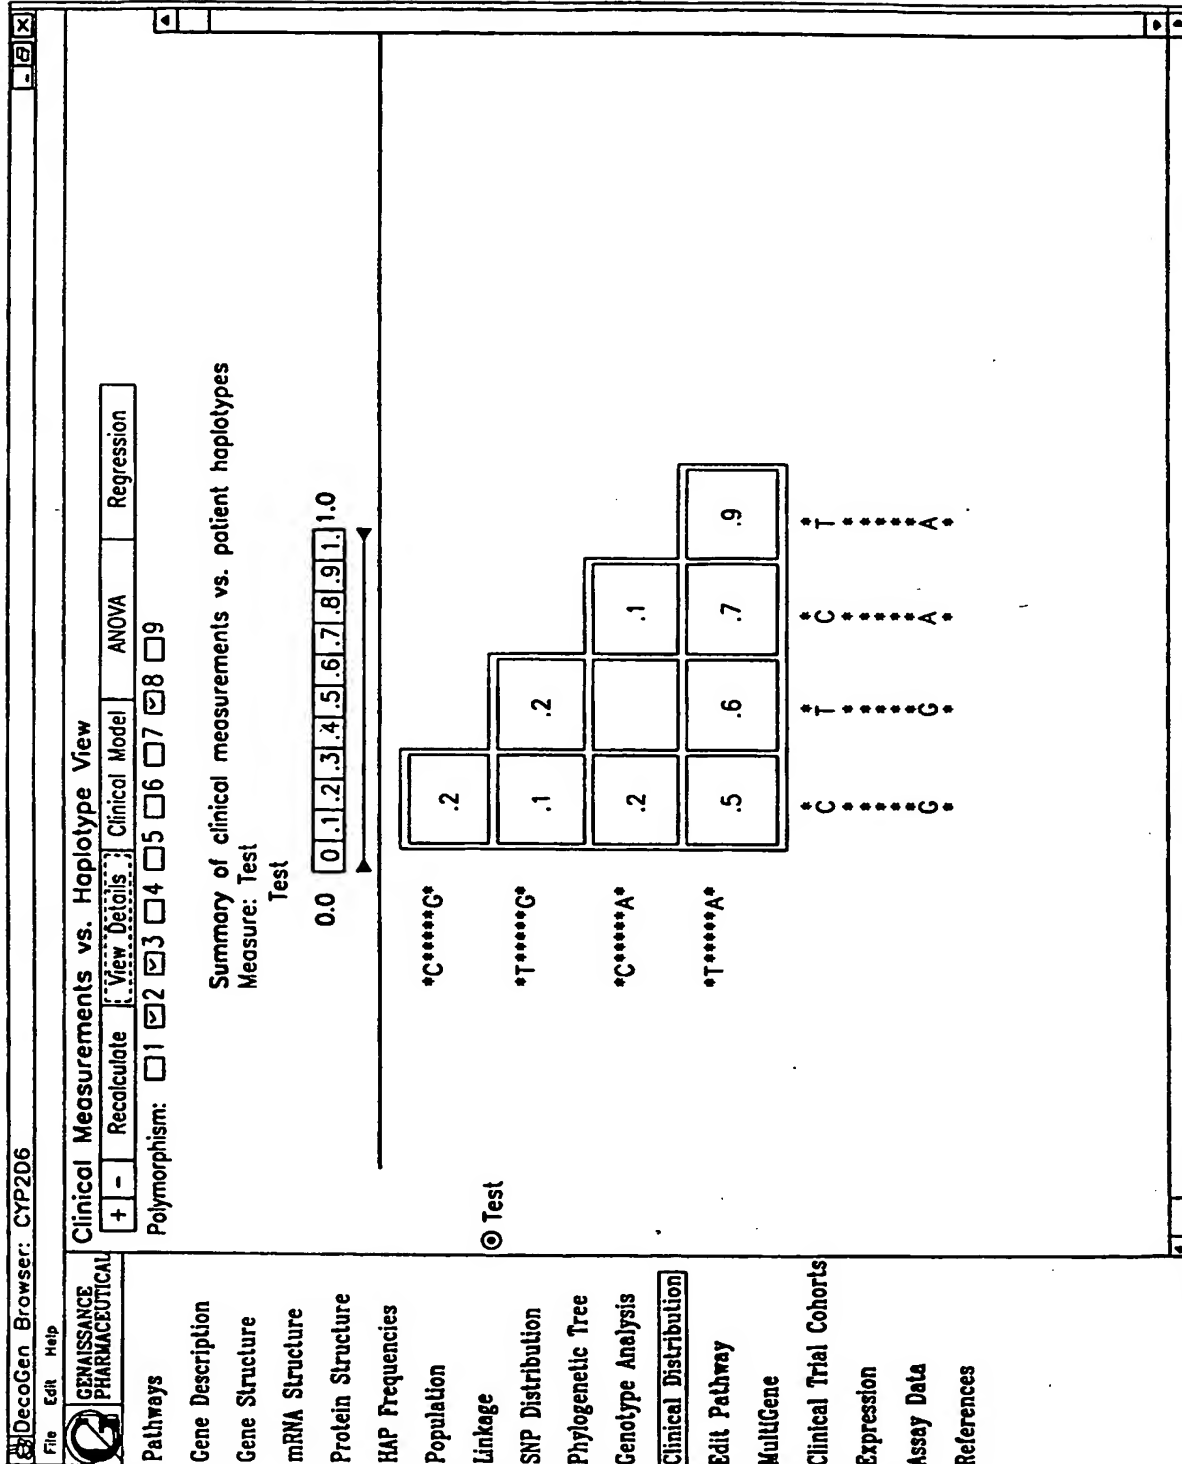 DecoGen Browser: CYP2D6
File Edit Help
GENAISSANCE
PHARMACEUTICAL
Pathways
Gene Description
Gene Structure
mRNA Structure
Protein Structure
HAP Frequencies
Population
Linkage
SNP Distribution
Phylogenetic Tree
Genotype Analysis
Clinical Distribution
Edit Pathway
MultiGene
Clinical Trial Cohorts
Expression
Assay Data
References
Clinical Measurements vs. Haplotype View
+ - Recalculate View Details Clinical Model ANOVA Regression
Polymorphism: 1 2 3 4 5 6 7 8 9
Summary of clinical measurements vs. patient haplotypes
Measure: Test
Test
0.0 0 .1 .2 .3 .4 .5 .6 .7 .8 .9 1. 1.0
Test
*C*****G* .2
*T*****G* .1 .2
*C*****A* .2 .1
*T*****A* .5 .6 .7 .9
*C*****G* *T*****G* *C*****A* *T*****A*